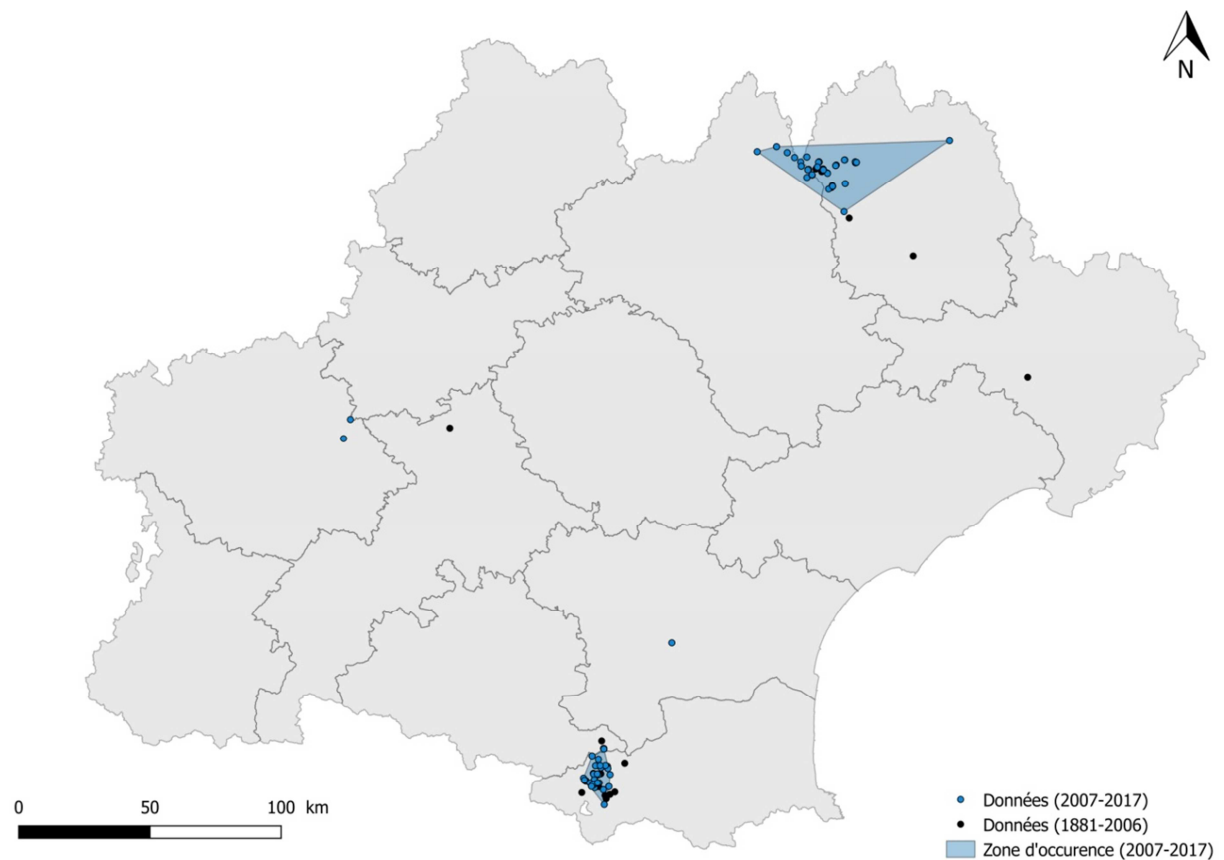 N
0 50 100 km
Données (2007-2017)
Données (1881-2006)
Zone d'occurence (2007-2017)